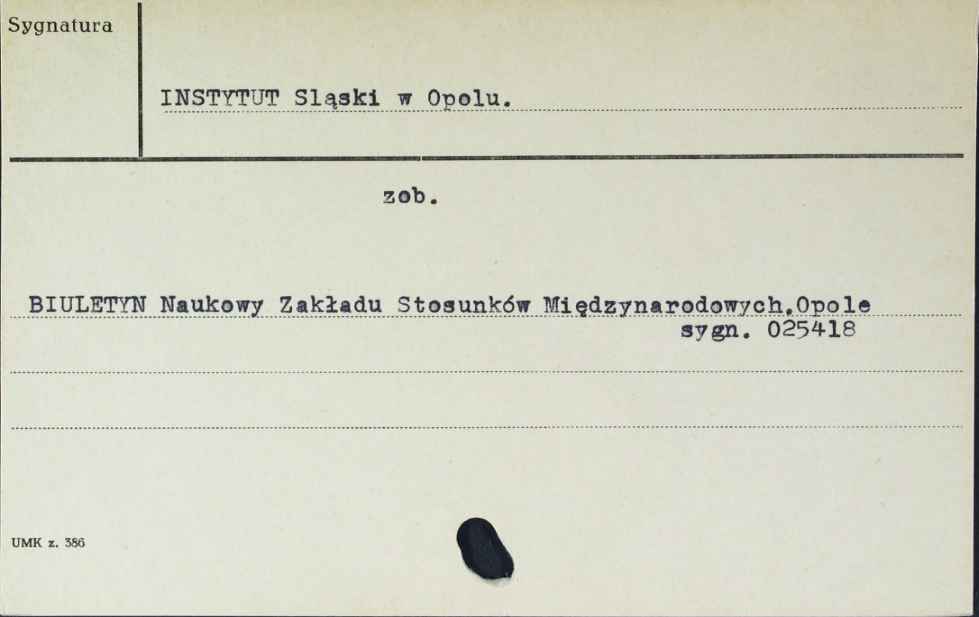 Sygnatura
INSTYTUT Sląski w Opolu.
zob.
BIULETYN Naukowy Zakładu Stosunków Międzynarodowych.Opole
sygn. 025418
UMK z. 386